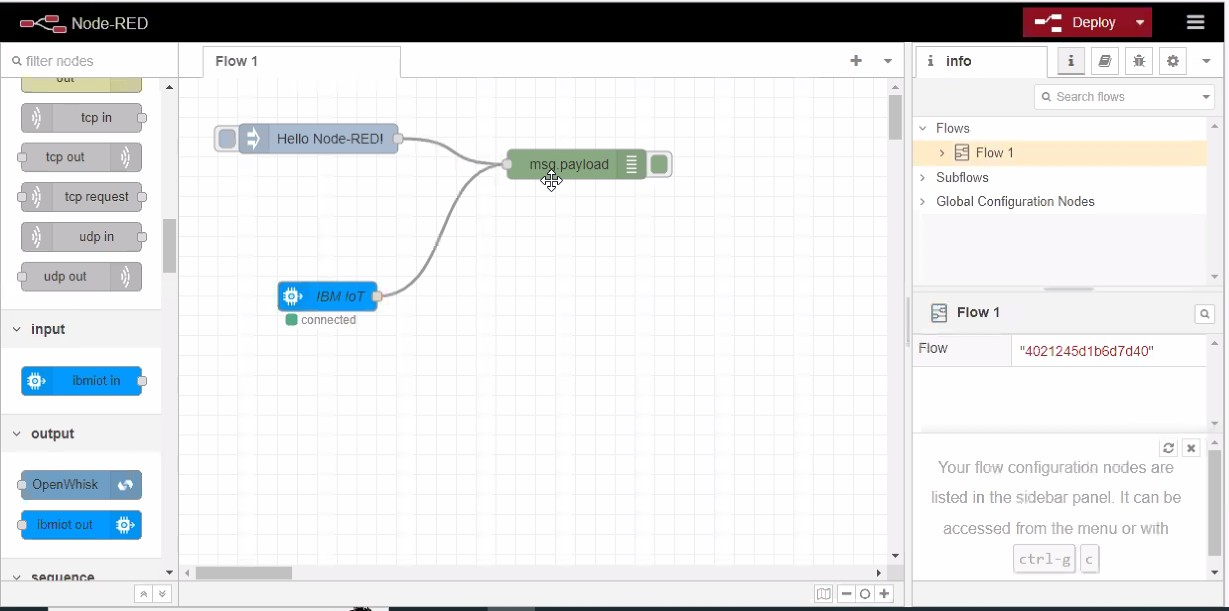 Node-RED
Deploy
filter nodes
Flow 1
info
Search flows
out
tcp in
tcp out
tcp request
udp in
udp out
input
ibmiot in
output
OpenWhisk
ibmiot out
sequence
Hello Node-RED!
msg.payload
IBM IoT
connected
Flows
Flow 1
Subflows
Global Configuration Nodes
Flow 1
Flow "4021245d1b6d7d40"
Your flow configuration nodes are
listed in the sidebar panel. It can be
accessed from the menu or with
ctrl-g c